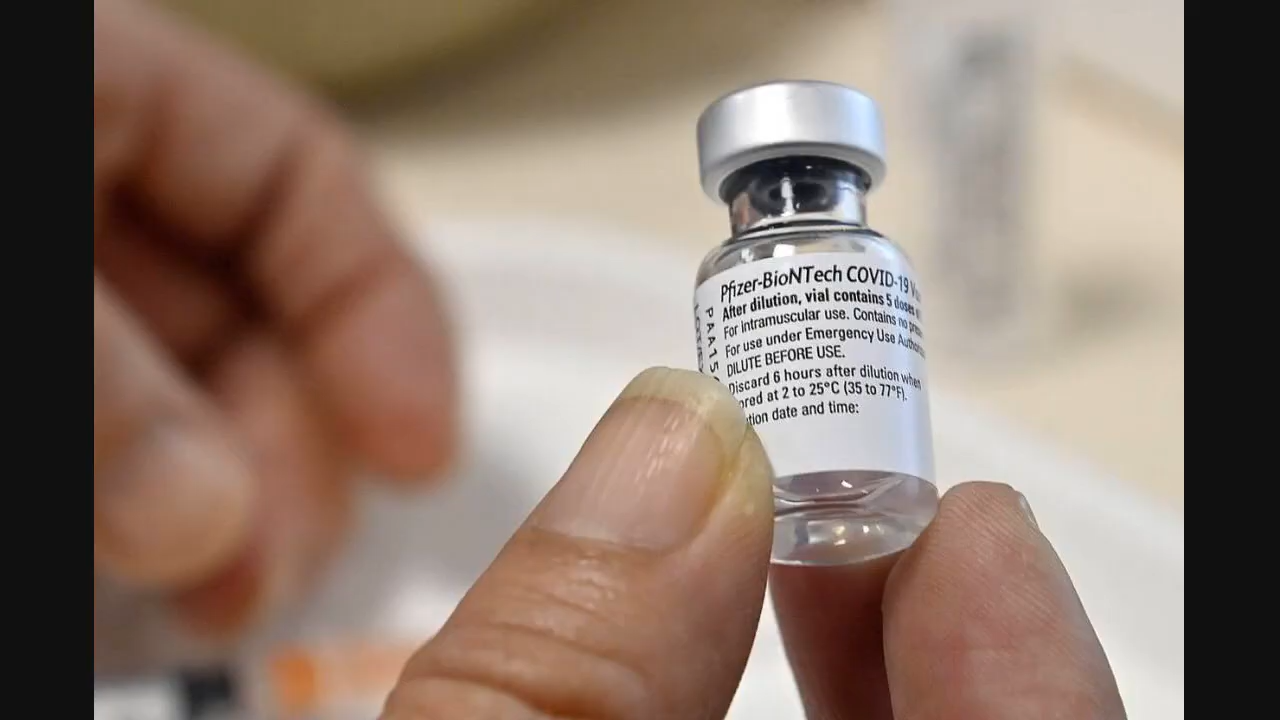 Pfizer-BioNTech COVID-19
After dilution, vial contains 5 doses
For intramuscular use. Contains no
For use under Emergency Use
DILUTE BEFORE USE.
Discard 6 hours after dilution when
at 2 to 25°C (35 to 77°F).
date and time:
PAA15